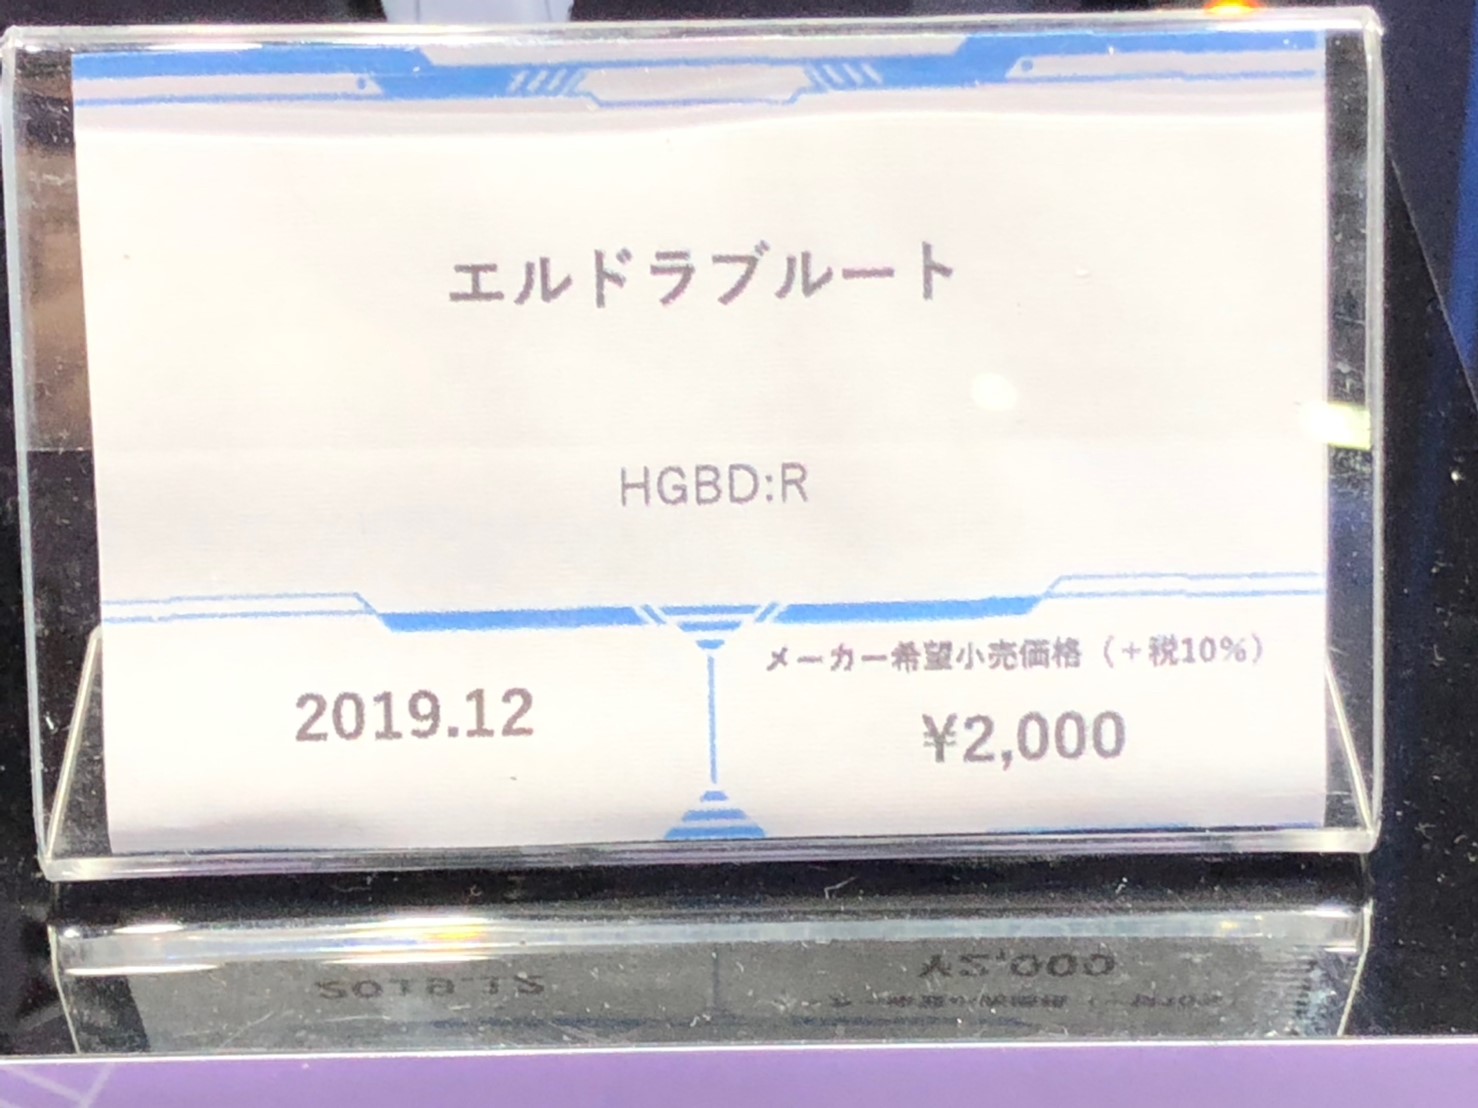 エルドラブルート
HGBD:R
2019.12
メーカー希望小売価格（＋税10%）
¥2,000